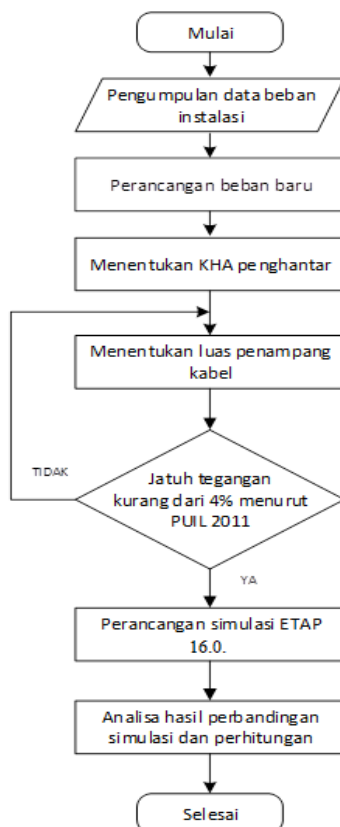 Mulai
Pengumpulan data beban
instalasi
Perancangan beban baru
Menentukan KHA penghantar
Menentukan luas penampang
kabel
TIDAK
Jatuh tegangan
kurang dari 4% menurut
PUIL 2011
YA
Perancangan simulasi ETAP
16.0.
Analisa hasil perbandingan
simulasi dan perhitungan
Selesai